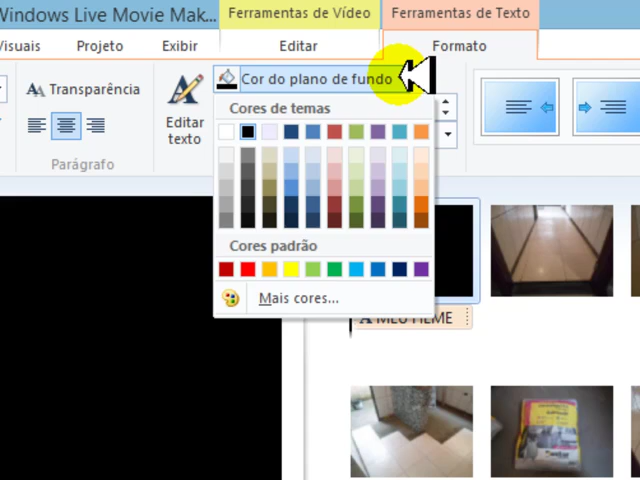 Windows Live Movie Mak...
Ferramentas de Vídeo
Ferramentas de Texto
Visuais
Projeto
Exibir
Editar
Formato
Transparência
Editar
texto
Parágrafo
Cor do plano de fundo
Cores de temas
Cores padrão
Mais cores...
A MEU FILME